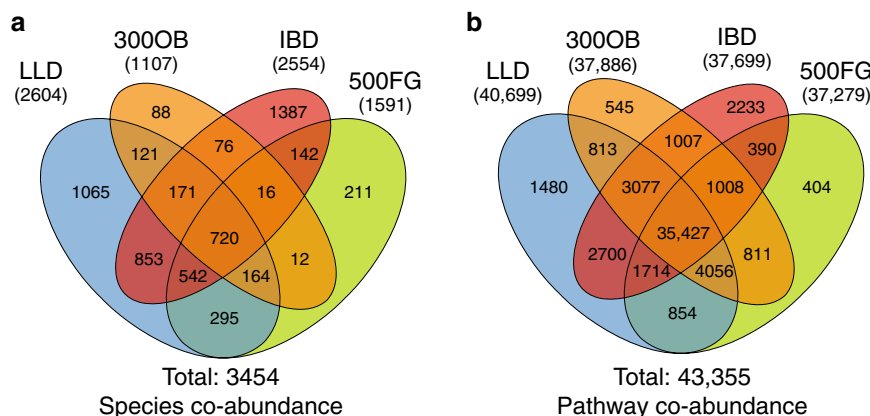 a
300OB
IBD
(1107)
(2554)
LLD
500FG
(2604)
(1591)
88
1387
121
76
142
1065
171
16
211
720
853
542
164
12
295
Total: 3454
Species co-abundance
b
300OB
IBD
(37,886)
(37,699)
LLD
500FG
(40,699)
(37,279)
545
2233
813
1007
390
1480
3077
1008
404
35,427
2700
1714
4056
811
854
Total: 43,355
Pathway co-abundance